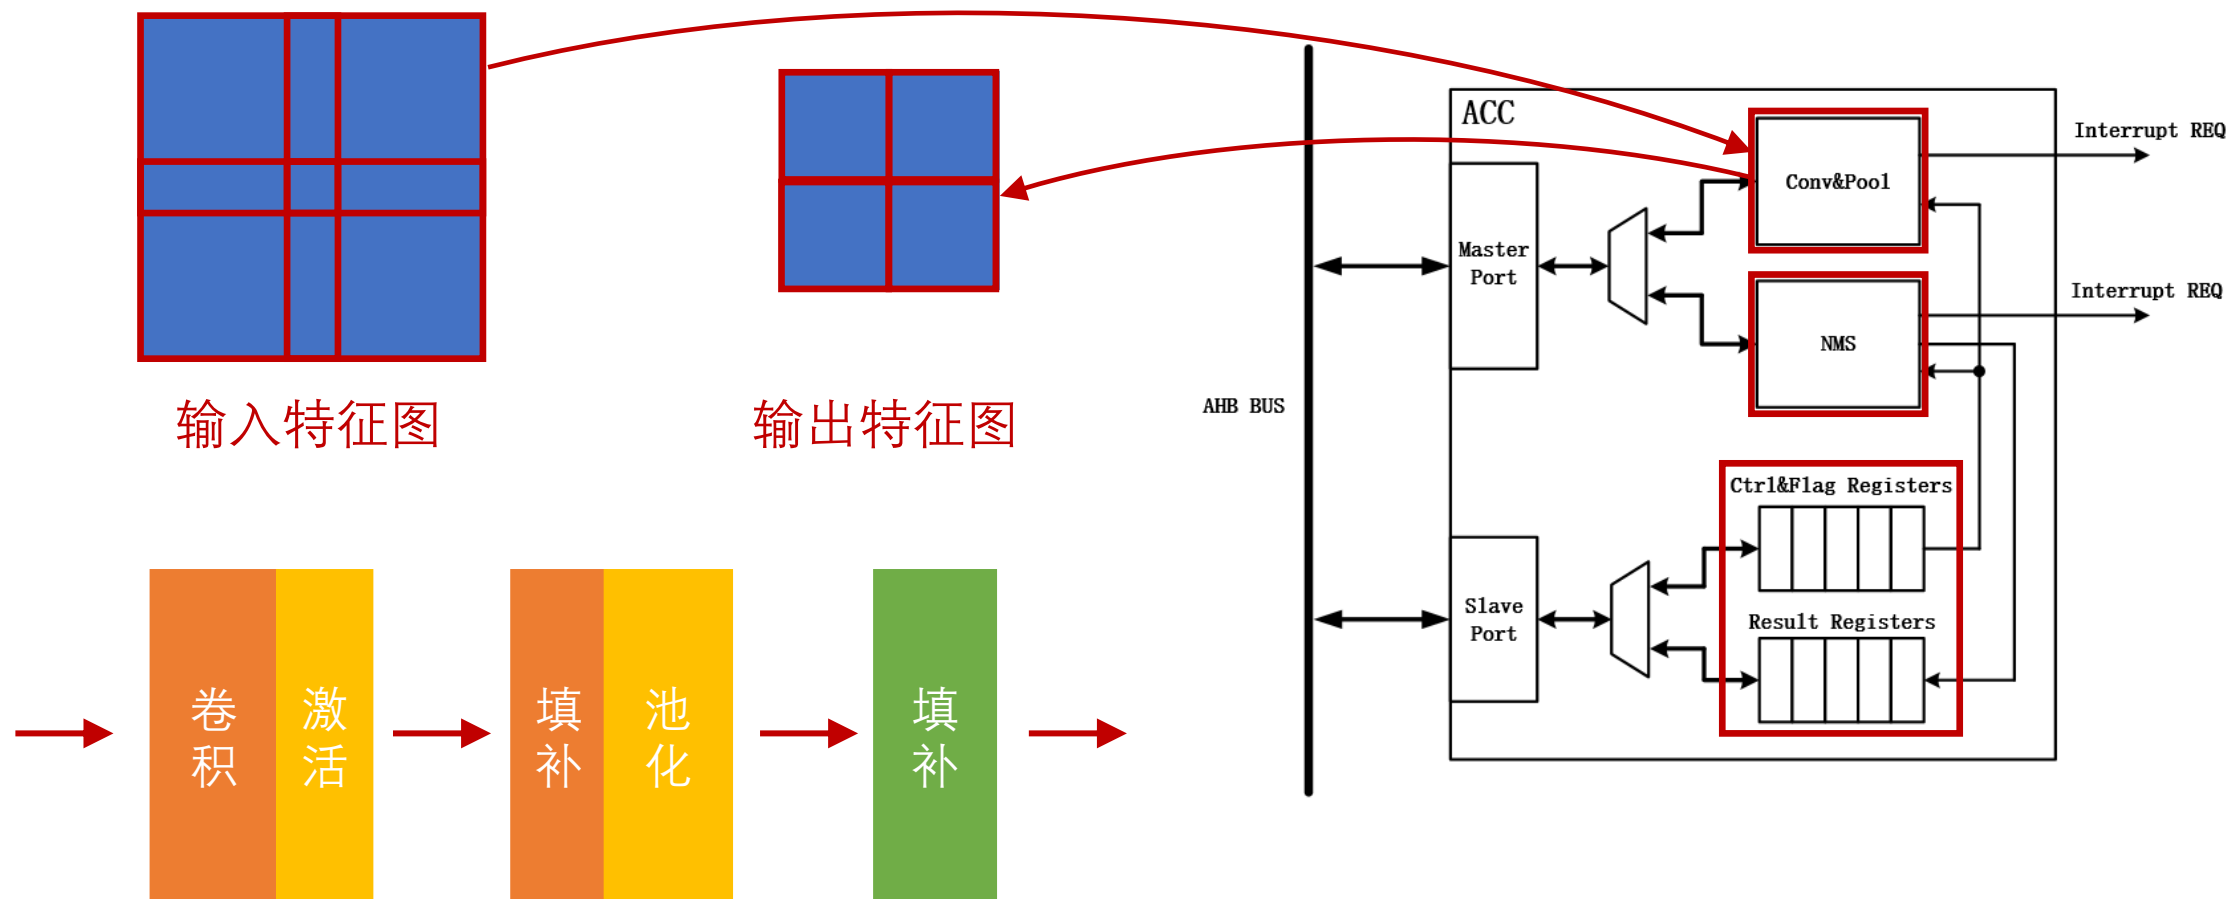 输入特征图
输出特征图
卷
积
激
活
填
补
池
化
填
补
AHB BUS
ACC
Master
Port
Slave
Port
Conv&Pool
NMS
Interrupt REQ
Interrupt REQ
Ctrl&Flag Registers
Result Registers